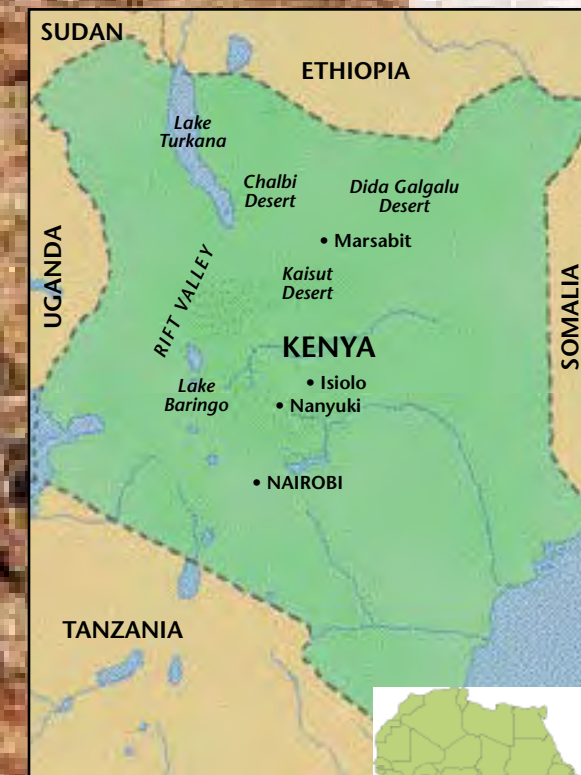 SUDAN
ETHIOPIA
Lake
Turkana
Chalbi
Desert
Dida Galgalu
Desert
• Marsabit
UGANDA
RIFT VALLEY
Kaisut
Desert
SOMALIA
KENYA
Lake
Baringo
• Isiolo
• Nanyuki
• NAIROBI
TANZANIA